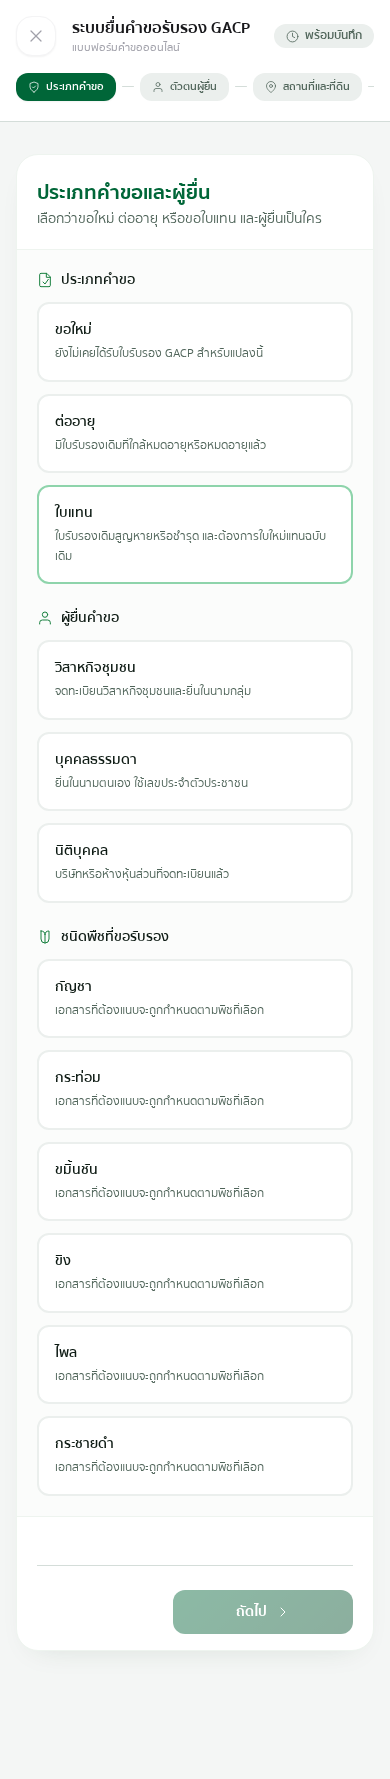 ระบบยื่นคำขอรับรอง GACP
แบบฟอร์มคำขอออนไลน์
พร้อมบันทึก
ประเภทคำขอ
ตัวตนผู้ยื่น
สถานที่และที่ดิน
ประเภทคำขอและผู้ยื่น
เลือกว่าขอใหม่ ต่ออายุ หรือขอใบแทน และผู้ยื่นเป็นใคร
ประเภทคำขอ
ขอใหม่
ยังไม่เคยได้รับใบรับรอง GACP สำหรับแปลงนี้
ต่ออายุ
มีใบรับรองเดิมที่ใกล้หมดอายุหรือหมดอายุแล้ว
ใบแทน
ใบรับรองเดิมสูญหายหรือชำรุด และต้องการใบใหม่แทนฉบับ
เดิม
ผู้ยื่นคำขอ
วิสาหกิจชุมชน
จดทะเบียนวิสาหกิจชุมชนและยื่นในนามกลุ่ม
บุคคลธรรมดา
ยื่นในนามตนเอง ใช้เลขประจำตัวประชาชน
นิติบุคคล
บริษัทหรือห้างหุ้นส่วนที่จดทะเบียนแล้ว
ชนิดพืชที่ขอรับรอง
กัญชา
เอกสารที่ต้องแนบจะถูกกำหนดตามพืชที่เลือก
กระท่อม
เอกสารที่ต้องแนบจะถูกกำหนดตามพืชที่เลือก
ขมิ้นชัน
เอกสารที่ต้องแนบจะถูกกำหนดตามพืชที่เลือก
ขิง
เอกสารที่ต้องแนบจะถูกกำหนดตามพืชที่เลือก
ไพล
เอกสารที่ต้องแนบจะถูกกำหนดตามพืชที่เลือก
กระชายดำ
เอกสารที่ต้องแนบจะถูกกำหนดตามพืชที่เลือก
ถัดไป